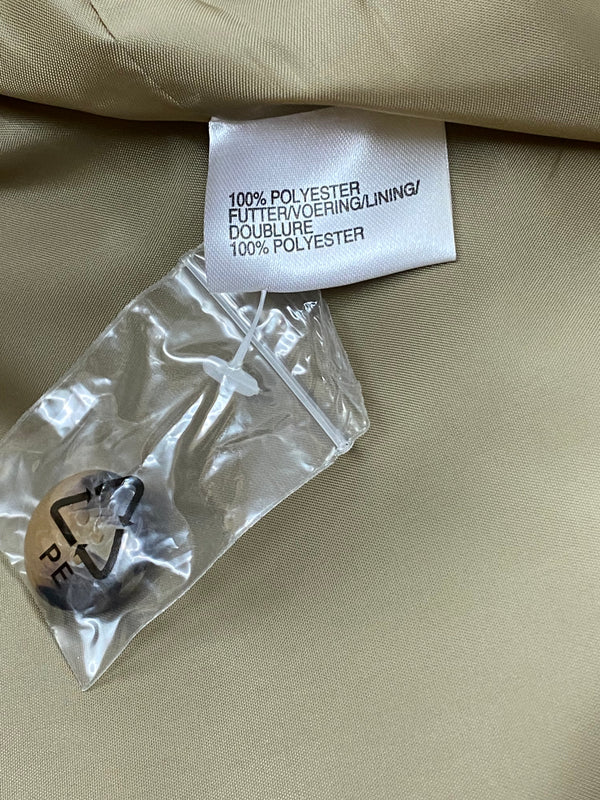 100% POLYESTER
FUTTER/VOERING/LINING/
DOUBLURE
100% POLYESTER
PE